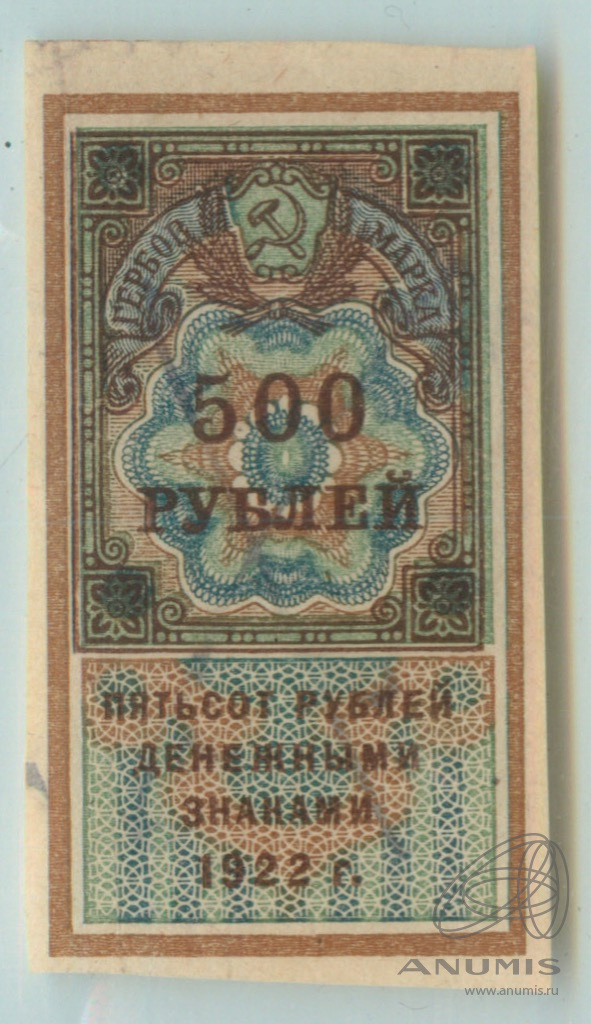 ГЕРБОВ. МАРКА
500
РУБЛЕЙ
ПЯТЬСОТ РУБЛЕЙ
ДЕНЕЖНЫМИ
ЗНАКАМИ
1922 г.
ANUMIS
www.anumis.ru